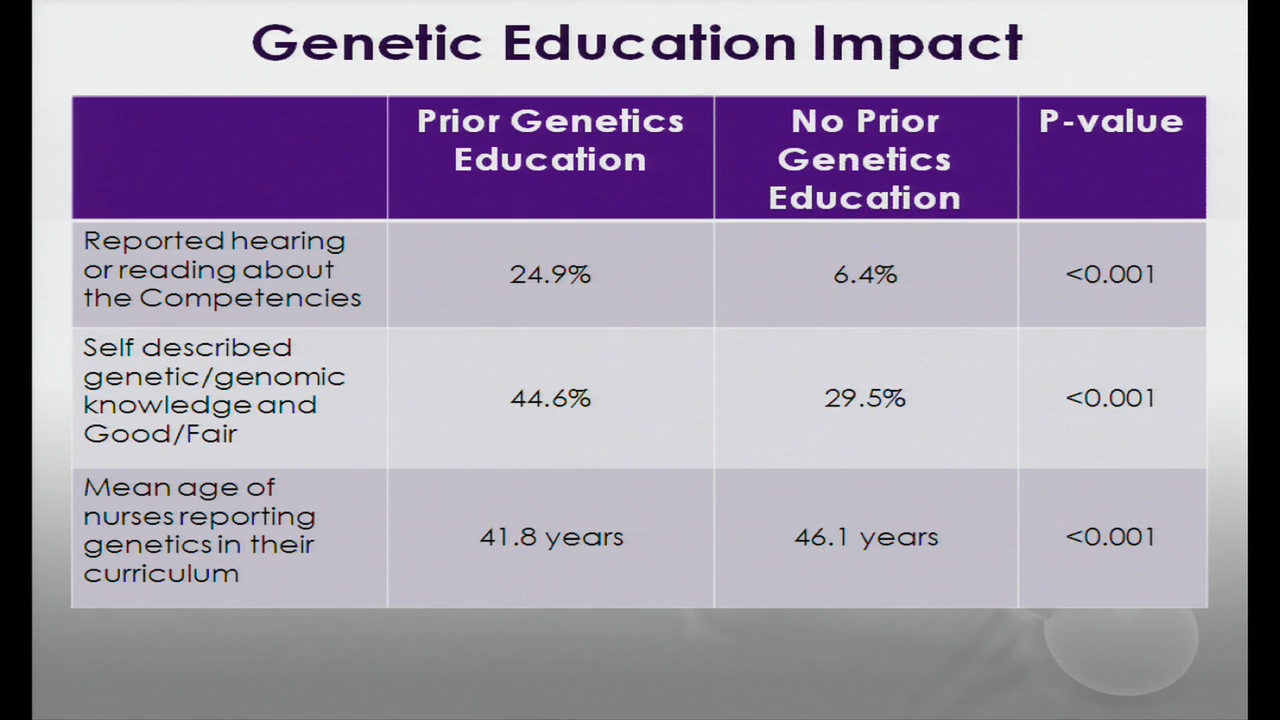 Genetic Education Impact
Prior Genetics
Education
No Prior
Genetics
Education
P-value
Reported hearing
or reading about
the Competencies
24.9%
6.4%
<0.001
Self described
genetic/genomic
knowledge and
Good/Fair
44.6%
29.5%
<0.001
Mean age of
nurses reporting
genetics in their
curriculum
41.8 years
46.1 years
<0.001